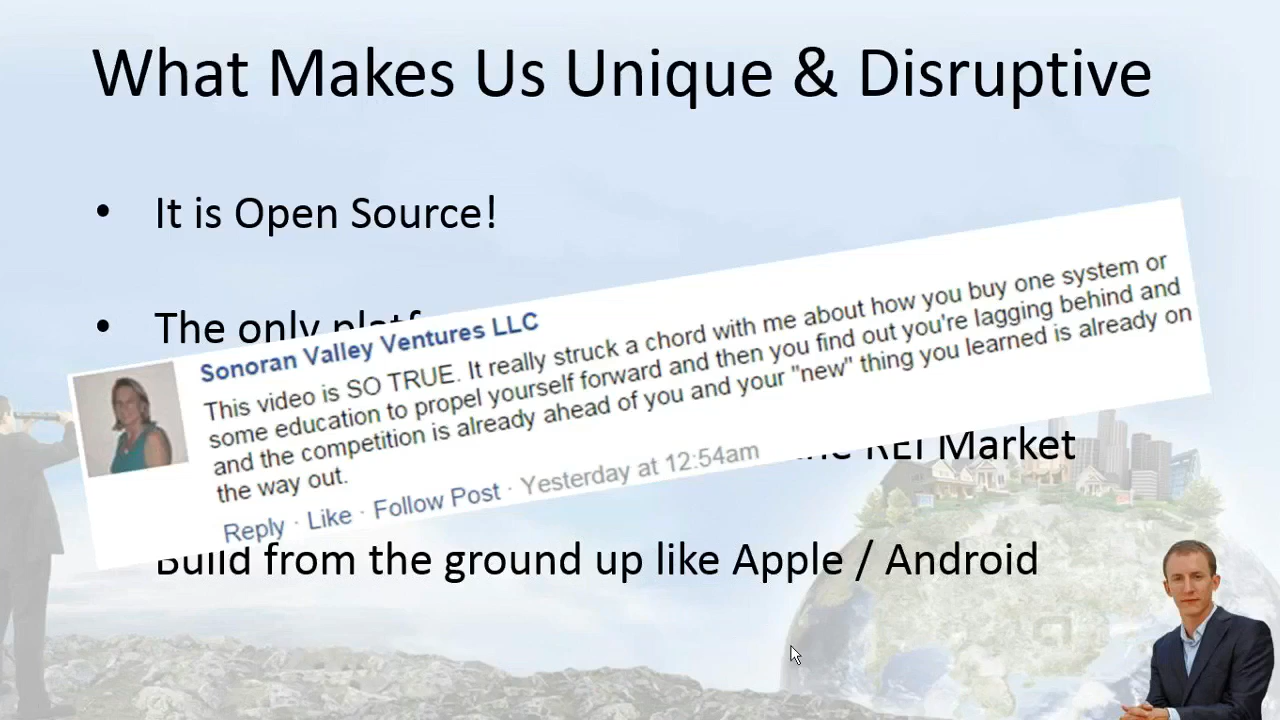 What Makes Us Unique & Disruptive
• It is Open Source!
• The only platf
Sonoran Valley Ventures LLC
This video is SO TRUE. It really struck a chord with me about how you buy one system or
some education to propel yourself forward and then you find out you're lagging behind and
and the competition is already ahead of you and your "new" thing you learned is already on
the way out.
Reply · Like · Follow Post · Yesterday at 12:54am
the REI Market
Build from the ground up like Apple / Android